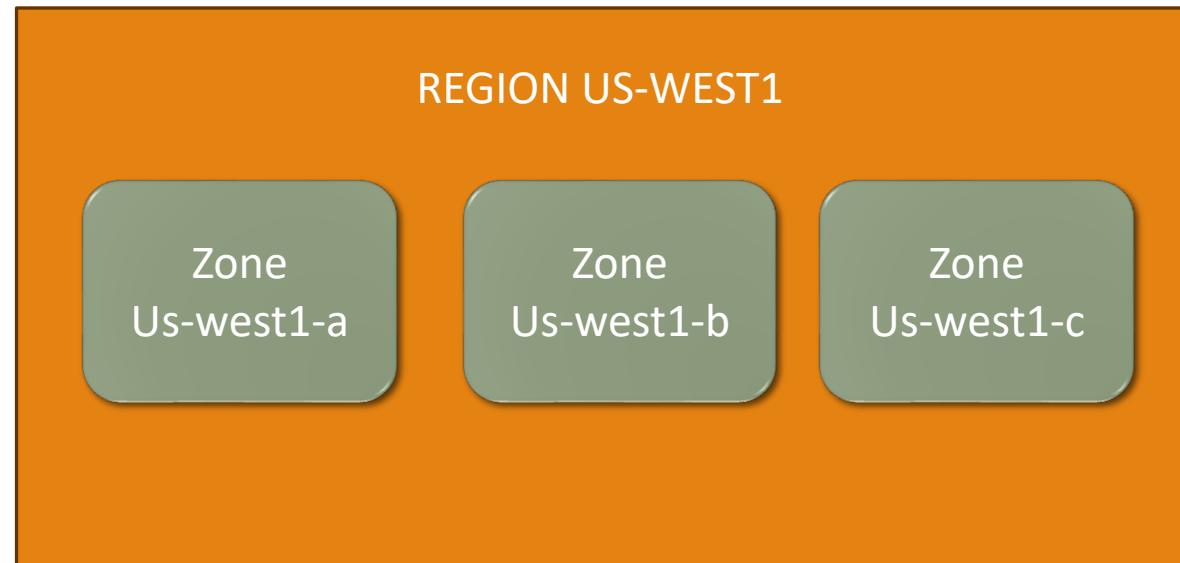 REGION US-WEST1
Zone
Us-west1-a
Zone
Us-west1-b
Zone
Us-west1-c